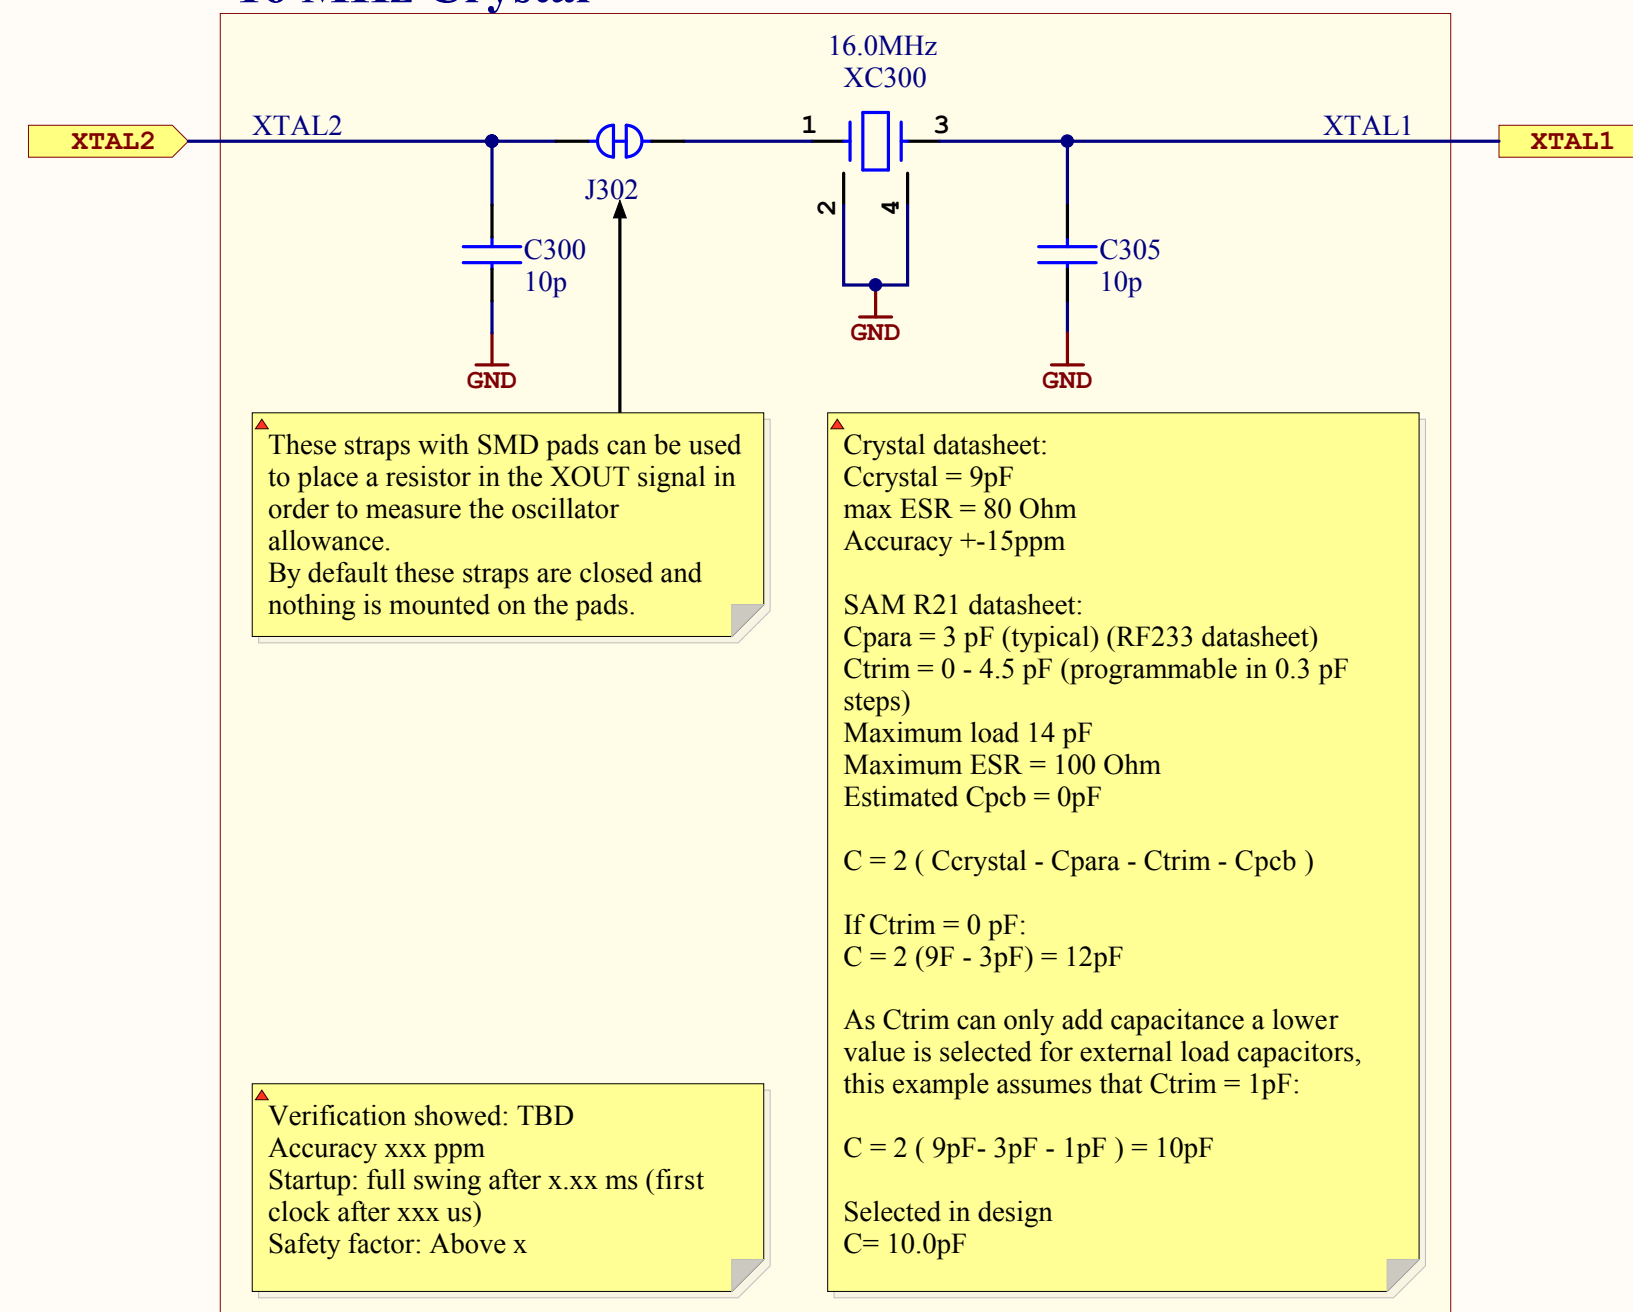 16 MHz Crystal
16.0MHz
XC300
XTAL2
XTAL2
1
3
XTAL1
XTAL1
J302
2
4
C300
10p
C305
10p
GND
GND
GND
These straps with SMD pads can be used
to place a resistor in the XOUT signal in
order to measure the oscillator
allowance.
By default these straps are closed and
nothing is mounted on the pads.
Crystal datasheet:
Ccrystal = 9pF
max ESR = 80 Ohm
Accuracy +-15ppm
SAM R21 datasheet:
Cpara = 3 pF (typical) (RF233 datasheet)
Ctrim = 0 - 4.5 pF (programmable in 0.3 pF
steps)
Maximum load 14 pF
Maximum ESR = 100 Ohm
Estimated Cpcb = 0pF
C = 2 ( Ccrystal - Cpara - Ctrim - Cpcb )
If Ctrim = 0 pF:
C = 2 (9F - 3pF) = 12pF
As Ctrim can only add capacitance a lower
value is selected for external load capacitors,
this example assumes that Ctrim = 1pF:
C = 2 ( 9pF- 3pF - 1pF ) = 10pF
Selected in design
C= 10.0pF
Verification showed: TBD
Accuracy xxx ppm
Startup: full swing after x.xx ms (first
clock after xxx us)
Safety factor: Above x